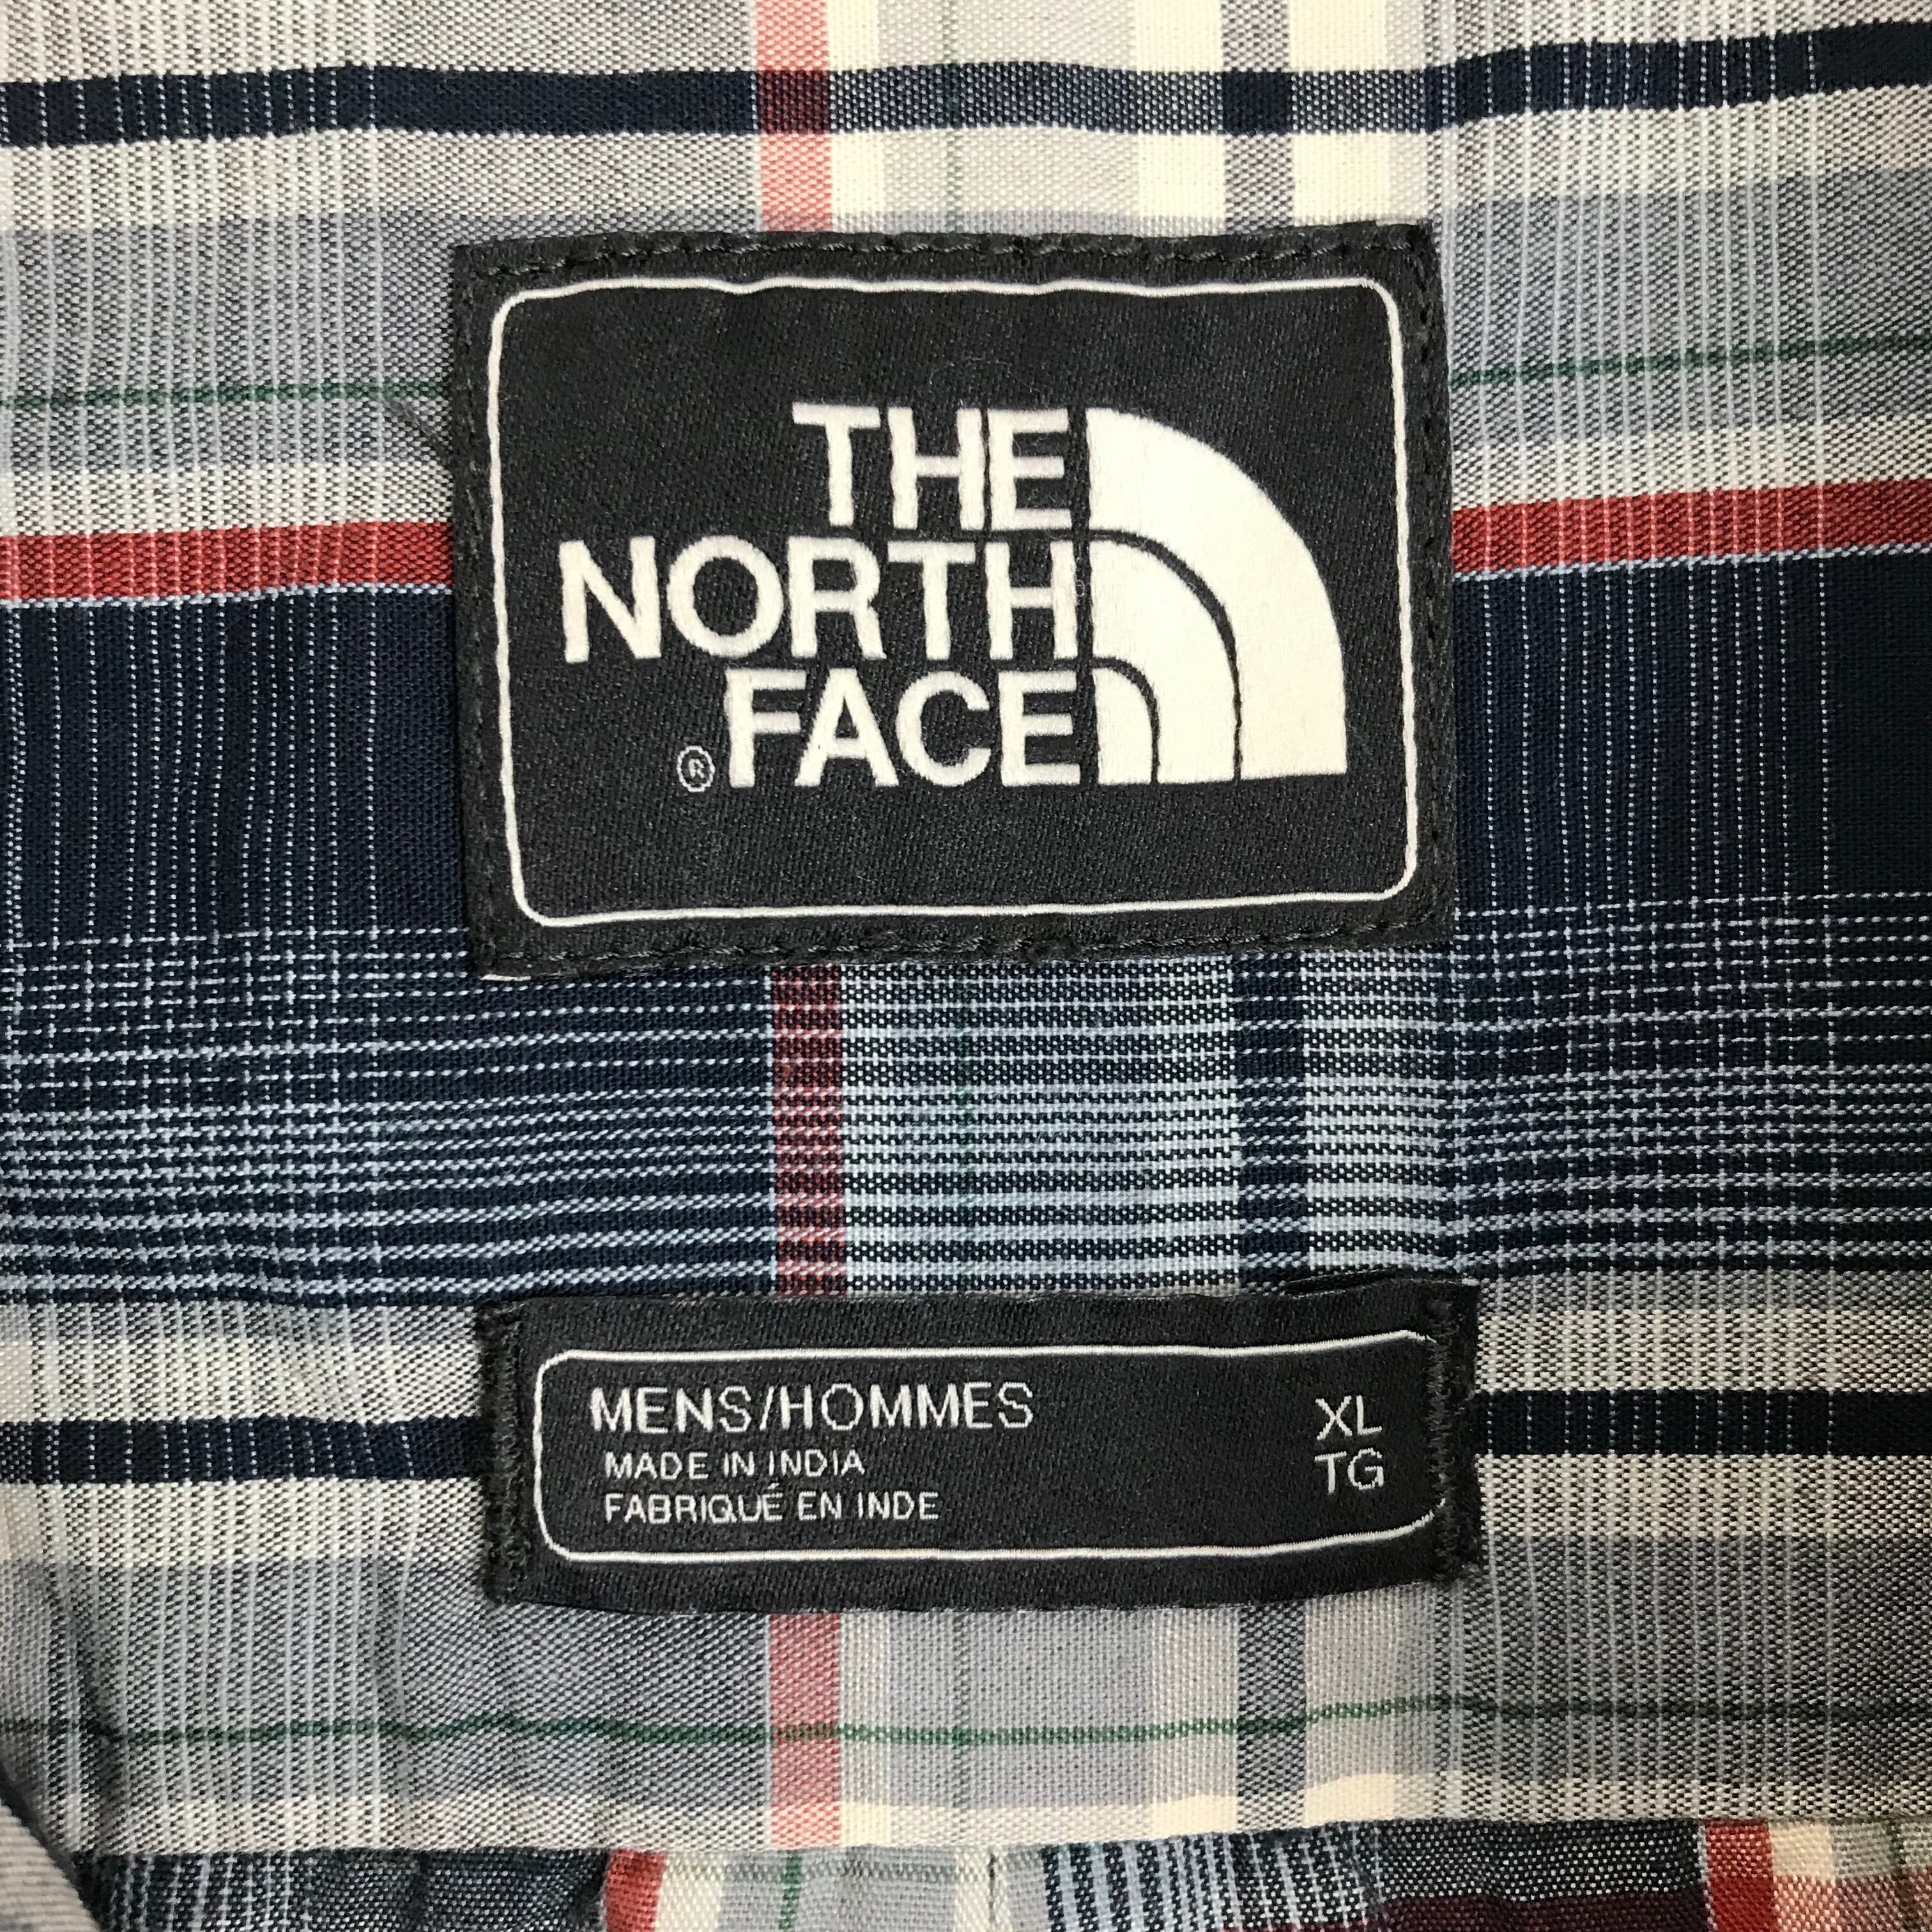 THE
NORTH
® FACE
MENS/HOMMES
MADE IN INDIA
FABRIQUÉ EN INDE
XL
TG